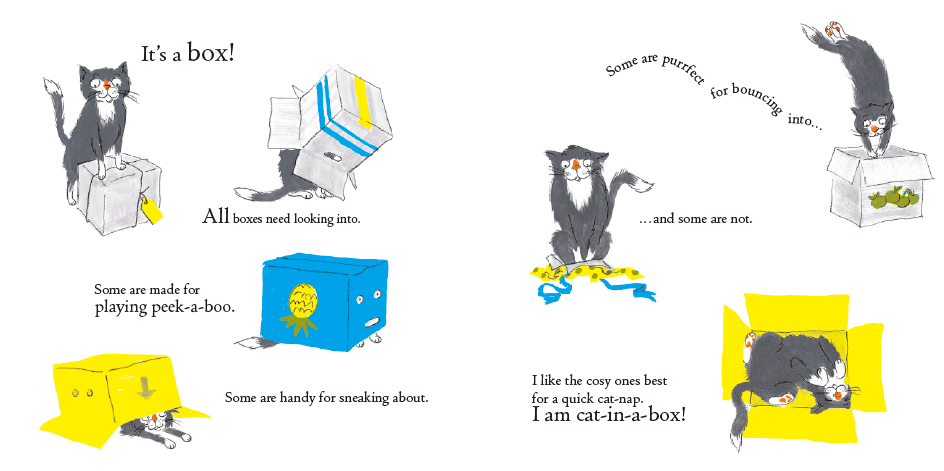 It's a box!
All boxes need looking into.
Some are made for
playing peek-a-boo.
Some are handy for sneaking about.
Some are purrfect for bouncing into...
...and some are not.
I like the cosy ones best
for a quick cat-nap.
I am cat-in-a-box!